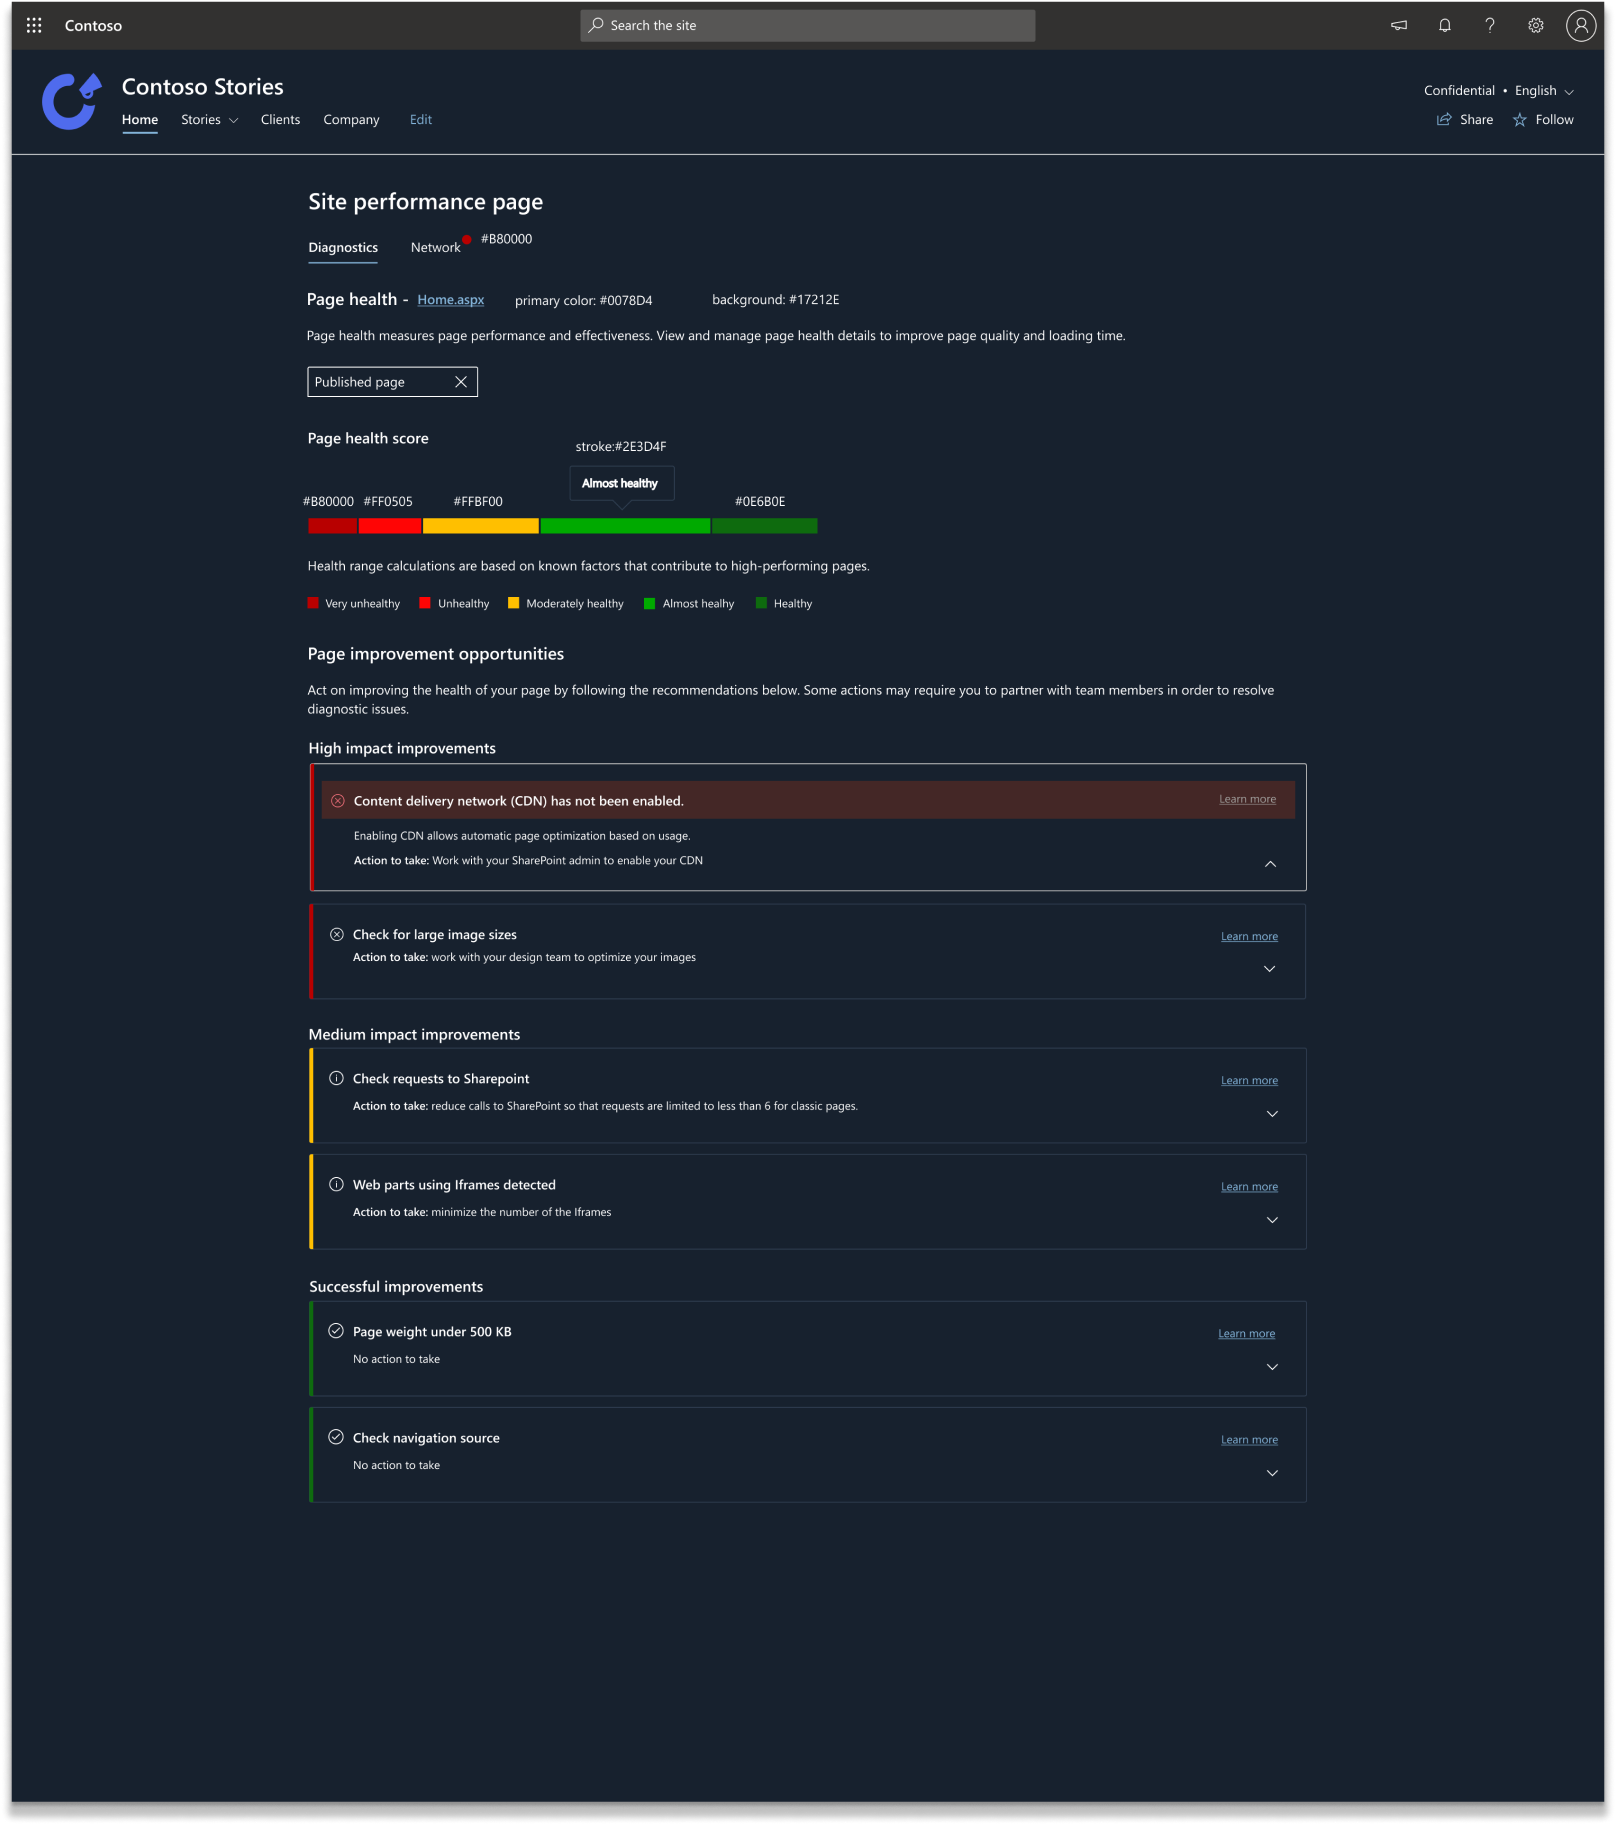 Contoso
Search the site
Contoso Stories
Confidential • English
Home Stories Clients Company Edit
Share Follow
Site performance page
Diagnostics Network #B80000
Page health - Home.aspx primary color: #0078D4 background: #17212E
Page health measures page performance and effectiveness. View and manage page health details to improve page quality and loading time.
Published page
Page health score
stroke:#2E3D4F
Almost healthy
#B80000 #FF0505 #FFBF00 #0E6B0E
Health range calculations are based on known factors that contribute to high-performing pages.
Very unhealthy Unhealthy Moderately healthy Almost healhy Healthy
Page improvement opportunities
Act on improving the health of your page by following the recommendations below. Some actions may require you to partner with team members in order to resolve
diagnostic issues.
High impact improvements
Content delivery network (CDN) has not been enabled. Learn more
Enabling CDN allows automatic page optimization based on usage.
Action to take: Work with your SharePoint admin to enable your CDN
Check for large image sizes Learn more
Action to take: work with your design team to optimize your images
Medium impact improvements
Check requests to Sharepoint Learn more
Action to take: reduce calls to SharePoint so that requests are limited to less than 6 for classic pages.
Web parts using Iframes detected Learn more
Action to take: minimize the number of the Iframes
Successful improvements
Page weight under 500 KB Learn more
No action to take
Check navigation source Learn more
No action to take